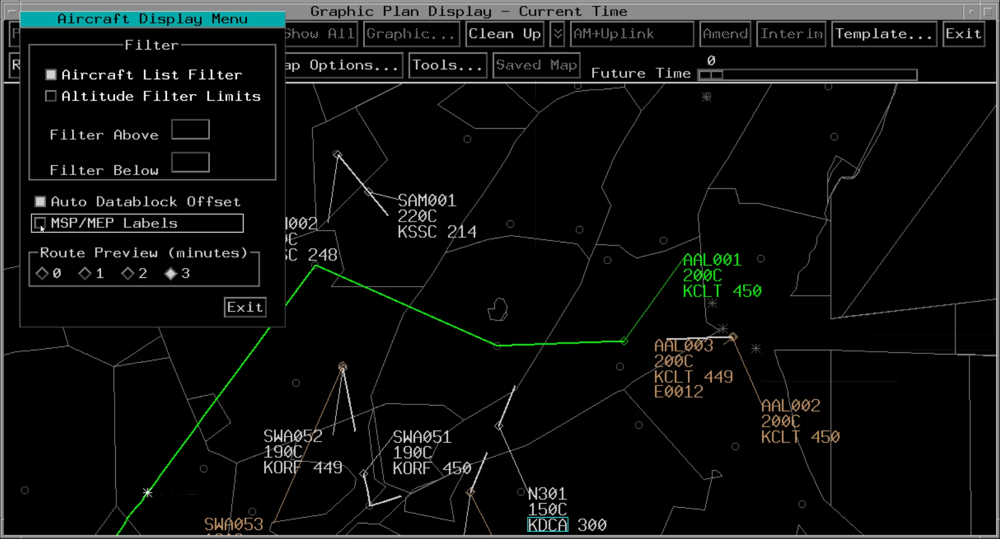 Graphic Plan Display - Current Time
Aircraft Display Menu
Show All Graphic... Clean Up AM+Uplink Amend Interim Template... Exit
ap Options... Tools... Saved Map Future Time 0
Filter
Aircraft List Filter
Altitude Filter Limits
Filter Above
Filter Below
Auto Datablock Offset
MSP/MEP Labels
Route Preview (minutes)
0 1 2 3
Exit
SAM001
220C
KSSC 214
002
C
SC 248
AAL001
200C
KCLT 450
AAL003
200C
KCLT 449
E0012
AAL002
200C
KCLT 450
SWA052
190C
KORF 449
SWA051
190C
KORF 450
N301
150C
KDCA 300
SWA053